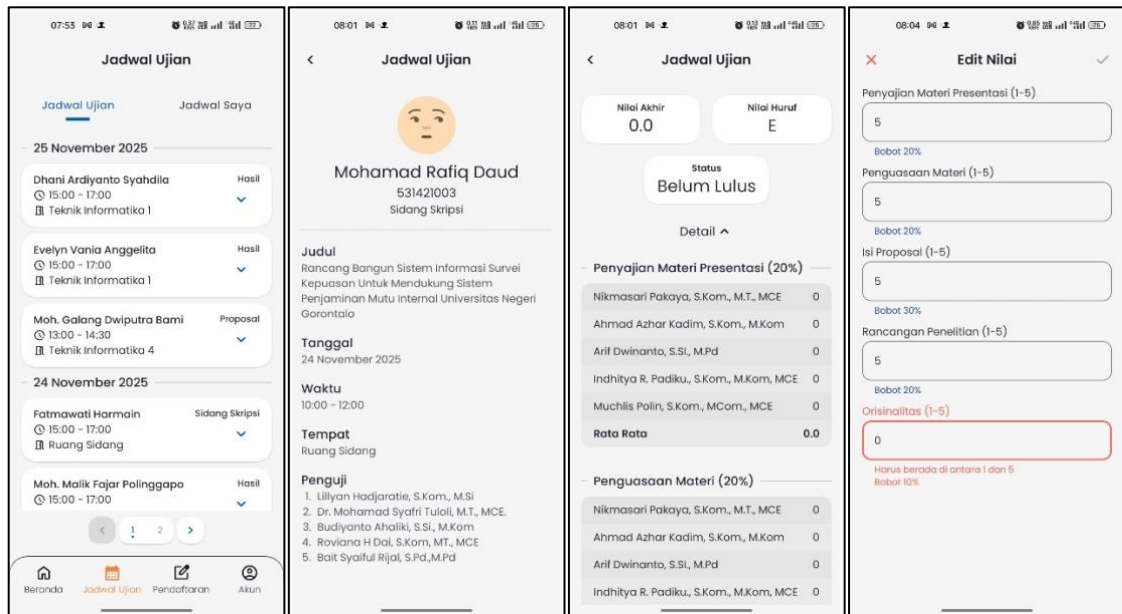 07:53
Jadwal Ujian
Jadwal Ujian
Jadwal Saya
25 November 2025
Dhani Ardiyanto Syahdila
Hasil
15:00 - 17:00
Teknik Informatika 1
Evelyn Vania Anggelita
Hasil
15:00 - 17:00
Teknik Informatika 1
Moh. Galang Dwiputra Bami
Proposal
13:00 - 14:30
Teknik Informatika 4
24 November 2025
Fatmawati Harmain
Sidang Skripsi
15:00 - 17:00
Ruang Sidang
Moh. Malik Fajar Polinggapo
Hasil
15:00 - 17:00
< 1 2 >
Beranda
Jadwal Ujian
Pendaftaran
Akun
08:01
Jadwal Ujian
Mohamad Rafiq Daud
531421003
Sidang Skripsi
Judul
Rancang Bangun Sistem Informasi Survei
Kepuasan Untuk Mendukung Sistem
Penjaminan Mutu Internal Universitas Negeri
Gorontalo
Tanggal
24 November 2025
Waktu
10:00 - 12:00
Tempat
Ruang Sidang
Penguji
1. Lillyan Hadjaratie, S.Kom., M.Si
2. Dr. Mohamad Syafri Tuloli, M.T., MCE.
3. Budiyanto Ahaliki, S.Si., M.Kom
4. Roviana H Dai, S.Kom, MT., MCE
5. Bait Syaiful Rijal, S.Pd.,M.Pd
08:01
Jadwal Ujian
Nilai Akhir
0.0
Nilai Huruf
E
Status
Belum Lulus
Detail
Penyajian Materi Presentasi (20%)
Nikmasari Pakaya, S.Kom., M.T., MCE 0
Ahmad Azhar Kadim, S.Kom., M.Kom 0
Arif Dwinanto, S.SI., M.Pd 0
Indhitya R. Padiku., S.Kom., M.Kom, MCE 0
Muchlis Polin, S.Kom., MCom., MCE 0
Rata Rata 0.0
Penguasaan Materi (20%)
Nikmasari Pakaya, S.Kom., M.T., MCE 0
Ahmad Azhar Kadim, S.Kom., M.Kom 0
Arif Dwinanto, S.SI., M.Pd 0
Indhitya R. Padiku., S.Kom., M.Kom, MCE 0
08:04
Edit Nilai
Penyajian Materi Presentasi (1-5)
5
Bobot 20%
Penguasaan Materi (1-5)
5
Bobot 20%
Isi Proposal (1-5)
5
Bobot 30%
Rancangan Penelitian (1-5)
5
Bobot 20%
Orisinalitas (1-5)
0
Harus berada di antara 1 dan 5
Bobot 10%